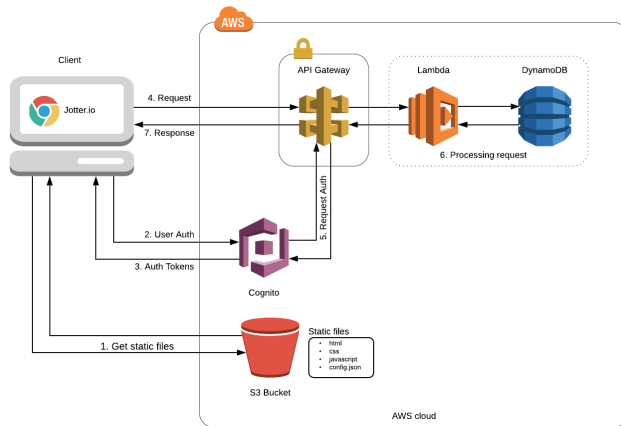 AWS
Client
API Gateway
Lambda
DynamoDB
Jotter.io
4. Request
7. Response
6. Processing request
5. Request Auth
2. User Auth
3. Auth Tokens
Cognito
1. Get static files
Static files
• html
• css
• javascript
• config.json
S3 Bucket
AWS cloud